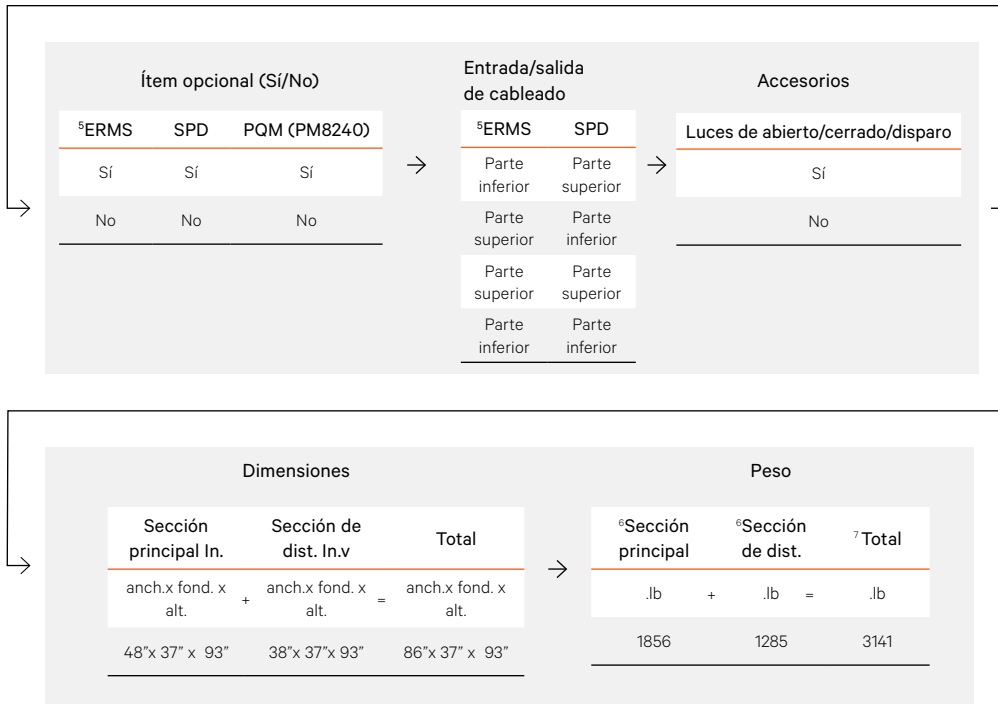 Ítem opcional (Sí/No)
⁵ERMS SPD PQM (PM8240)
Sí Sí Sí
No No No
Entrada/salida
de cableado
⁵ERMS SPD
Parte inferior Parte superior
Parte superior Parte inferior
Parte superior Parte superior
Parte inferior Parte inferior
Accesorios
Luces de abierto/cerrado/disparo
Sí
No
Dimensiones
Sección principal In. Sección de dist. In.v Total
anch.x fond. x alt. + anch.x fond. x alt. = anch.x fond. x alt.
48”x 37” x 93” 38”x 37”x 93” 86”x 37” x 93”
Peso
⁶Sección principal ⁶Sección de dist. ⁷Total
.lb + .lb = .lb
1856 1285 3141